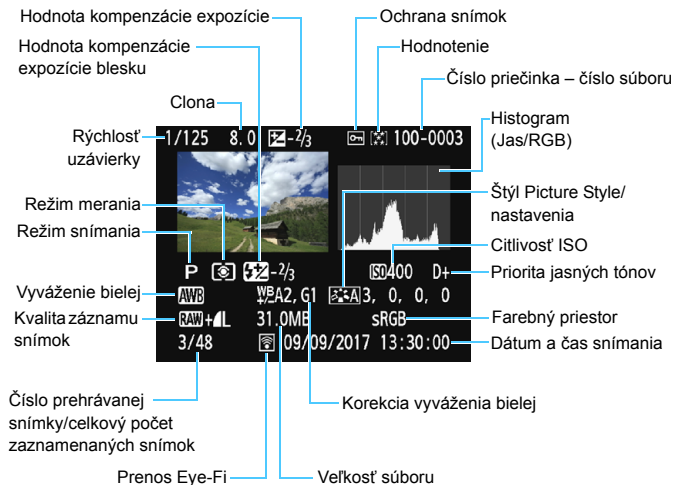 Hodnota kompenzácie expozície
Ochrana snímok
Hodnota kompenzácie
expozície blesku
Hodnotenie
Číslo priečinka – číslo súboru
Clona
Histogram
(Jas/RGB)
Rýchlosť
uzávierky
1/125 8.0 -2/3 100-0003
Štýl Picture Style/
nastavenia
Režim merania
Režim snímania
Citlivosť ISO
P -2/3 ISO400 D+
Priorita jasných tónov
Vyváženie bielej
AWB WB A2, G1 A3, 0, 0, 0
Kvalita záznamu
snímok
RAW+L 31.0MB sRGB
Farebný priestor
3/48 09/09/2017 13:30:00
Dátum a čas snímania
Číslo prehrávanej
snímky/celkový počet
zaznamenaných snímok
Korekcia vyváženia bielej
Prenos Eye-Fi
Veľkosť súboru